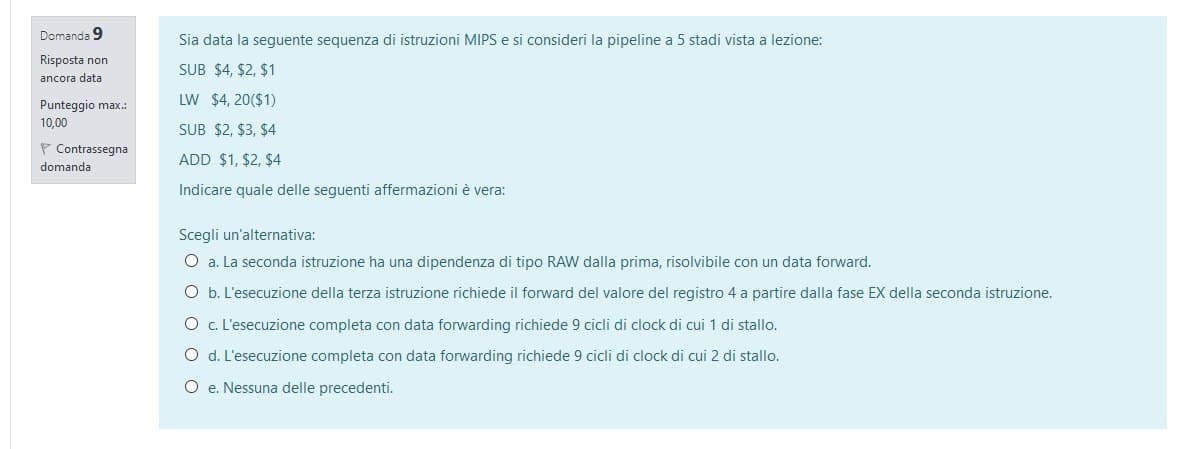 Domanda 9
Risposta non
ancora data
Punteggio max.:
10,00
Contrassegna
domanda
Sia data la seguente sequenza di istruzioni MIPS e si consideri la pipeline a 5 stadi vista a lezione:
SUB $4, $2, $1
LW $4, 20($1)
SUB $2, $3, $4
ADD $1, $2, $4
Indicare quale delle seguenti affermazioni è vera:
Scegli un'alternativa:
a. La seconda istruzione ha una dipendenza di tipo RAW dalla prima, risolvibile con un data forward.
b. L'esecuzione della terza istruzione richiede il forward del valore del registro 4 a partire dalla fase EX della seconda istruzione.
c. L'esecuzione completa con data forwarding richiede 9 cicli di clock di cui 1 di stallo.
d. L'esecuzione completa con data forwarding richiede 9 cicli di clock di cui 2 di stallo.
e. Nessuna delle precedenti.